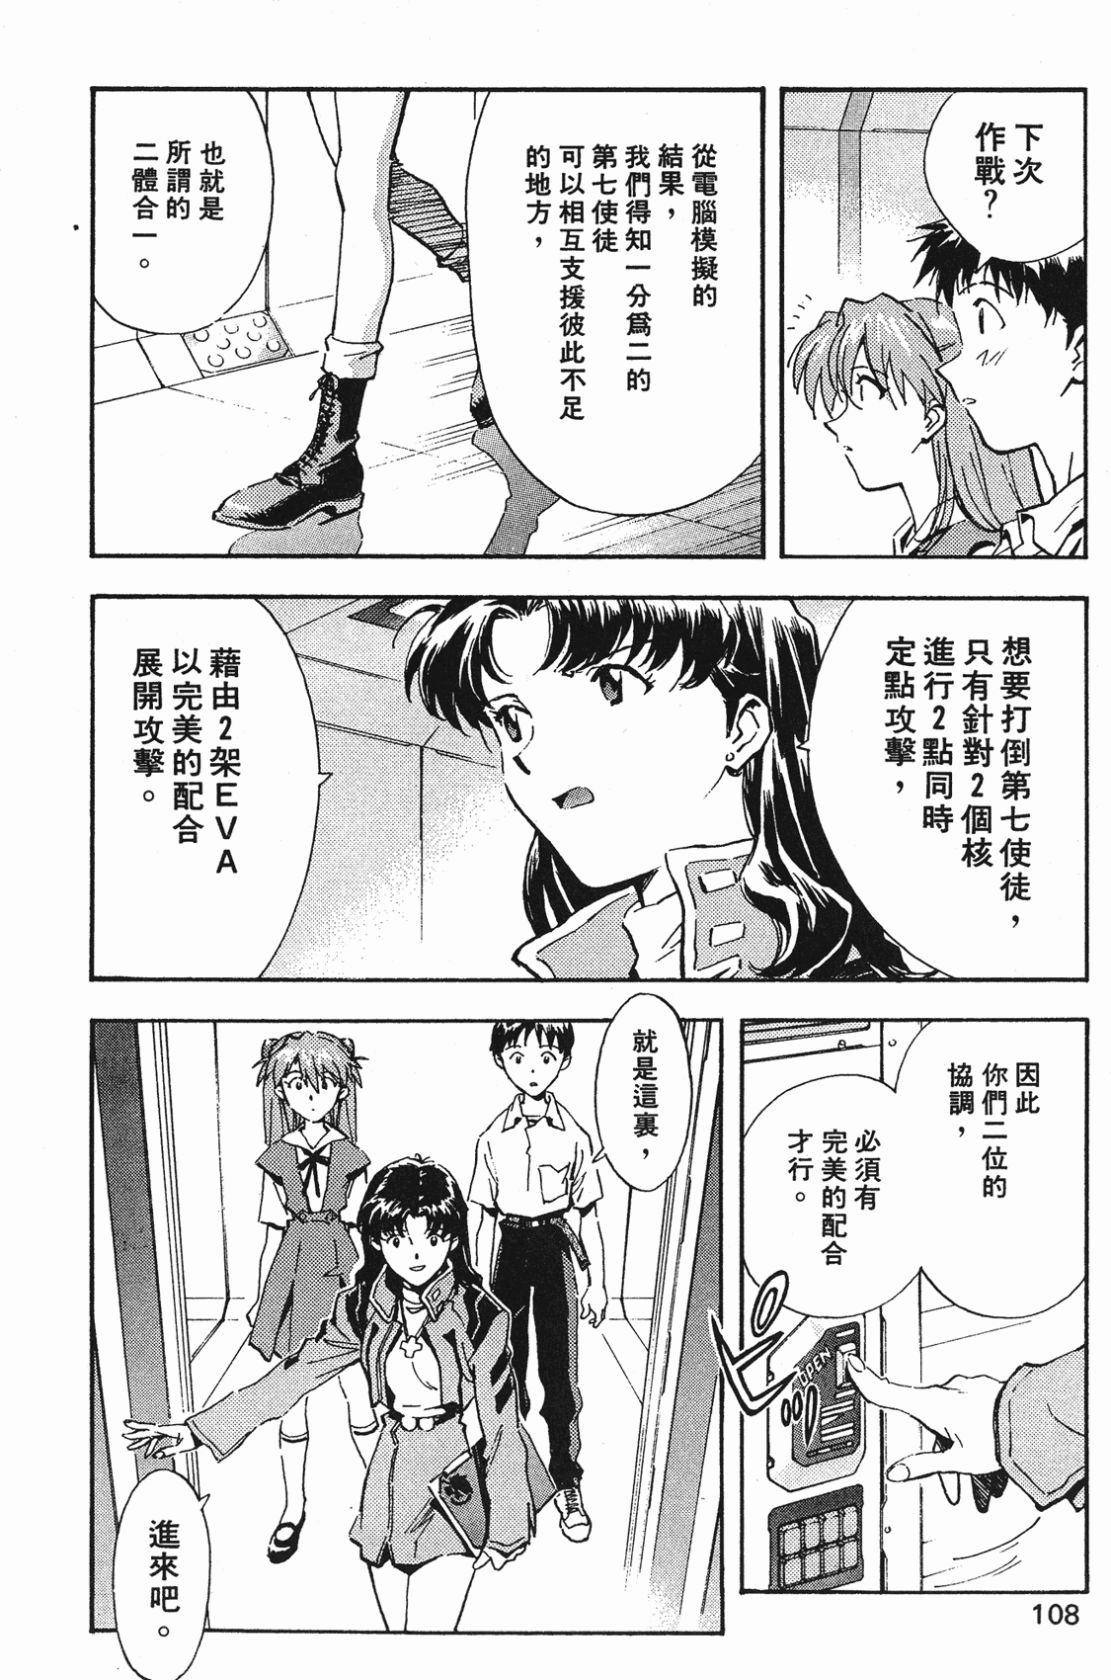 下次
作戰？
從電腦模擬的
結果，
我們得知一分爲二的
第七使徒
可以相互支援彼此不足
的地方，
也就是
所謂的
二體合一。
想要打倒第七使徒，
只有針對2個核
進行2點同時
定點攻擊，
藉由2架EVA
以完美的配合
展開攻擊。
因此
你們二位的
協調，
必須有
完美的配合
才行。
ピピ
OPEN
就是這裏，
進來吧。
108